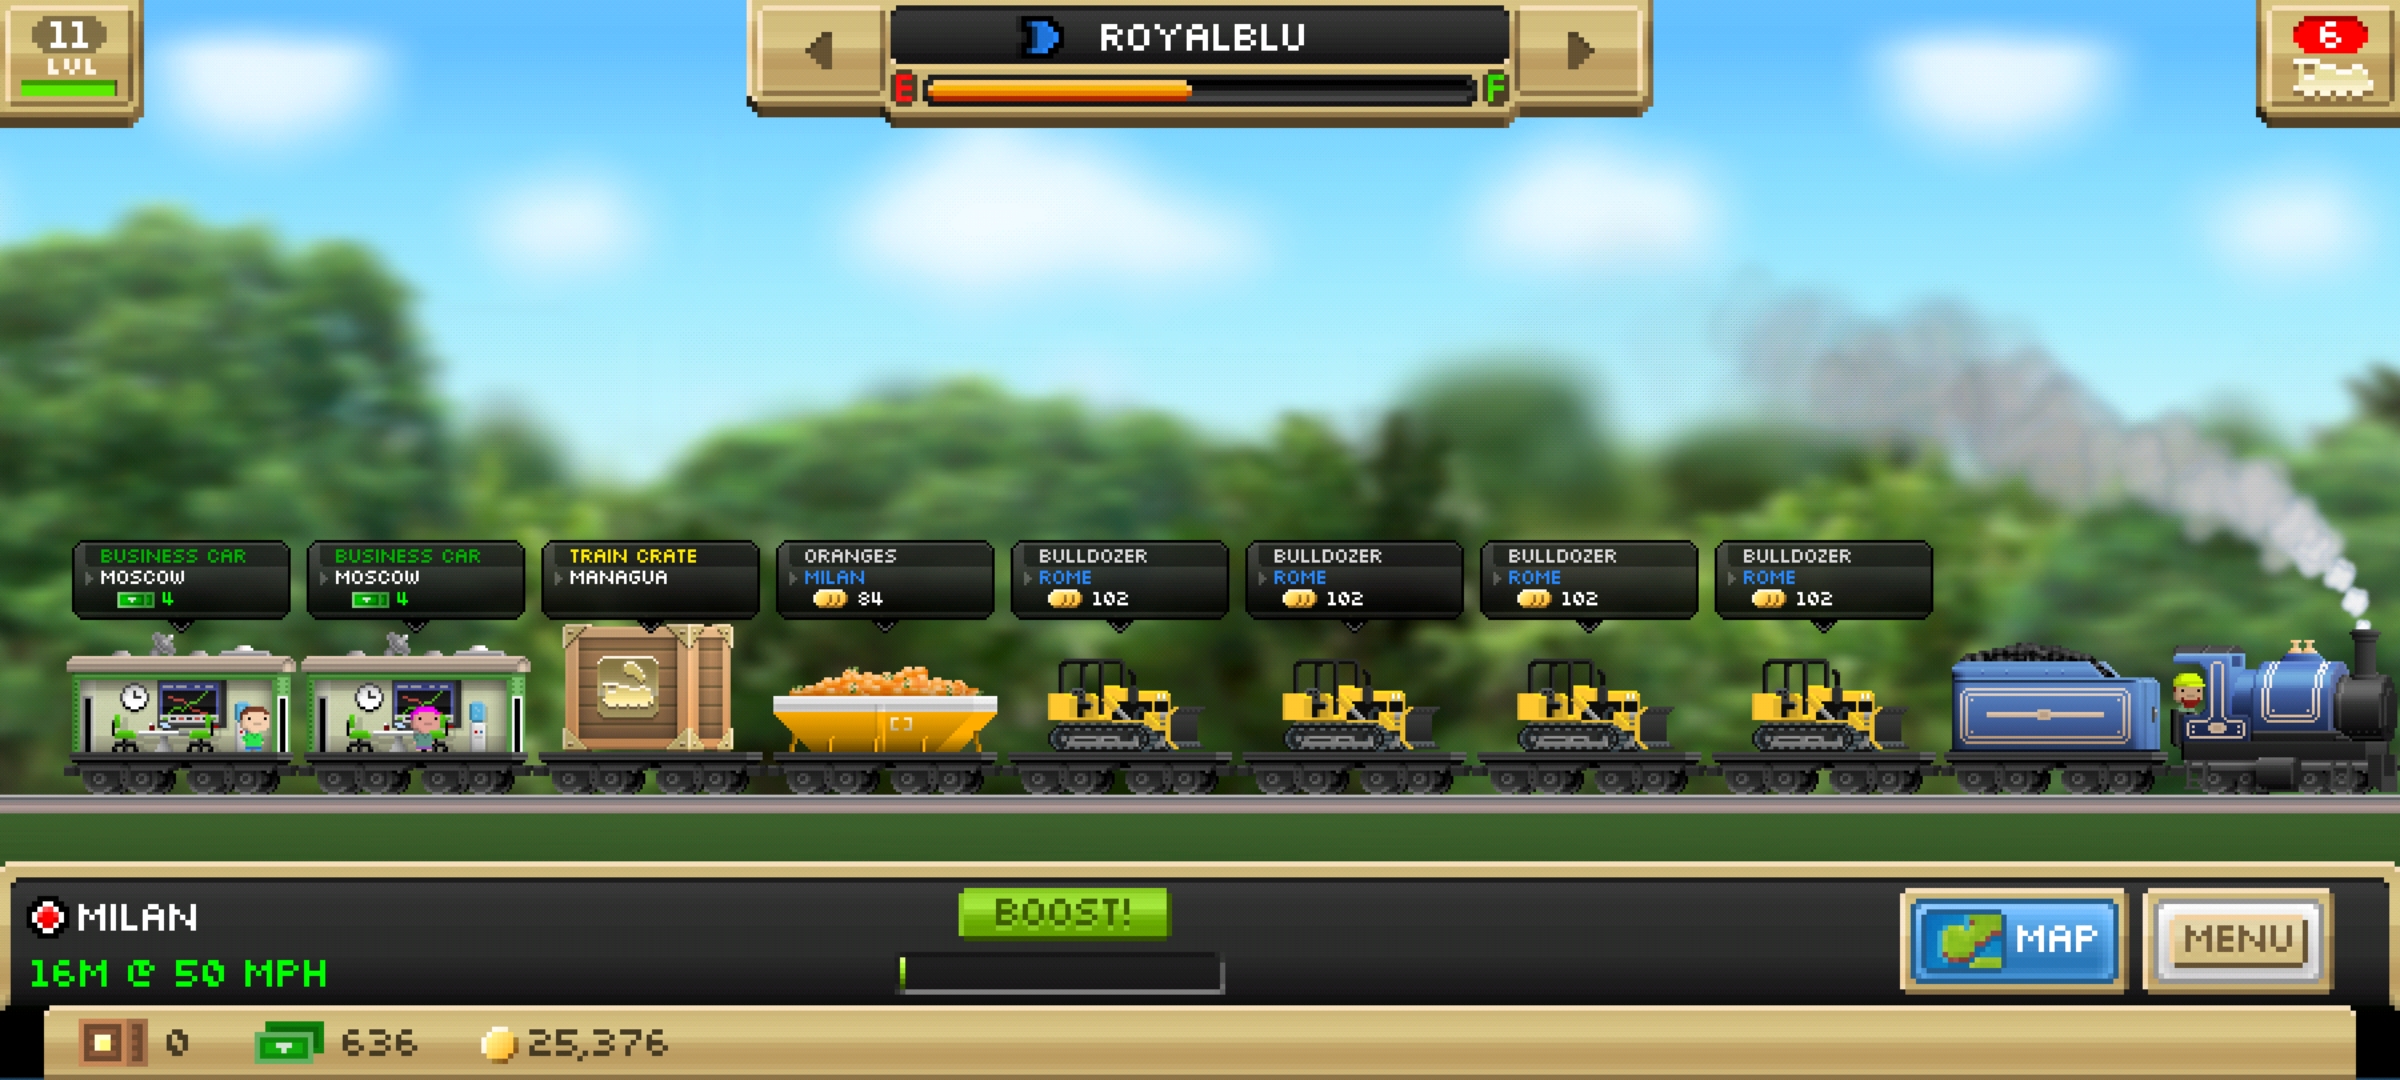 11
LVL
ROYALBLU
E
F
6
BUSINESS CAR
MOSCOW
4
BUSINESS CAR
MOSCOW
4
TRAIN CRATE
MANAGUA
ORANGES
MILAN
84
BULLDOZER
ROME
102
BULLDOZER
ROME
102
BULLDOZER
ROME
102
BULLDOZER
ROME
102
MILAN
16M @ 50 MPH
BOOST!
MAP
MENU
0
636
25,376